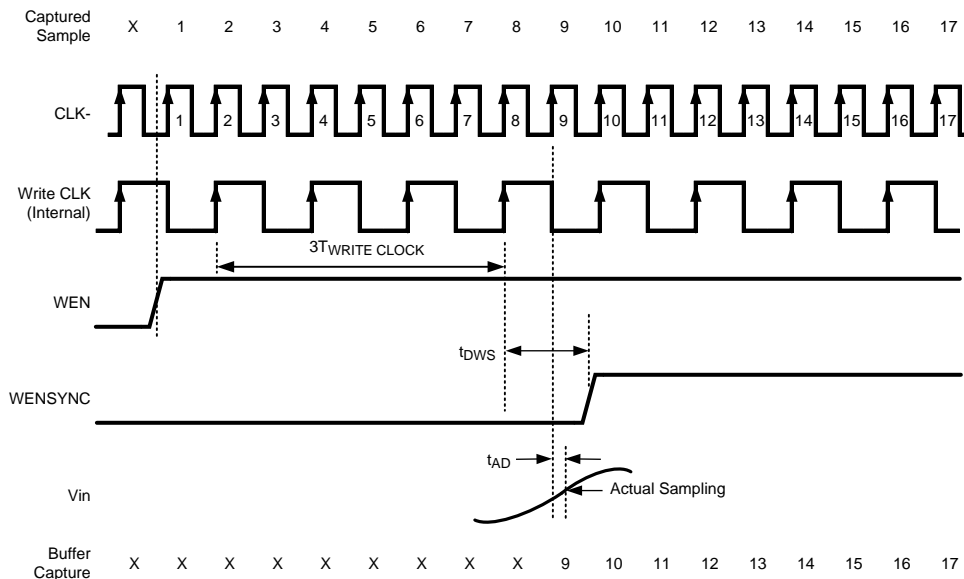 Captured
Sample
X 1 2 3 4 5 6 7 8 9 10 11 12 13 14 15 16 17
CLK-
1 2 3 4 5 6 7 8 9 10 11 12 13 14 15 16 17
Write CLK
(Internal)
3TWRITE CLOCK
WEN
tDWS
WENSYNC
tAD
Actual Sampling
Vin
Buffer
Capture
X X X X X X X X X 9 10 11 12 13 14 15 16 17